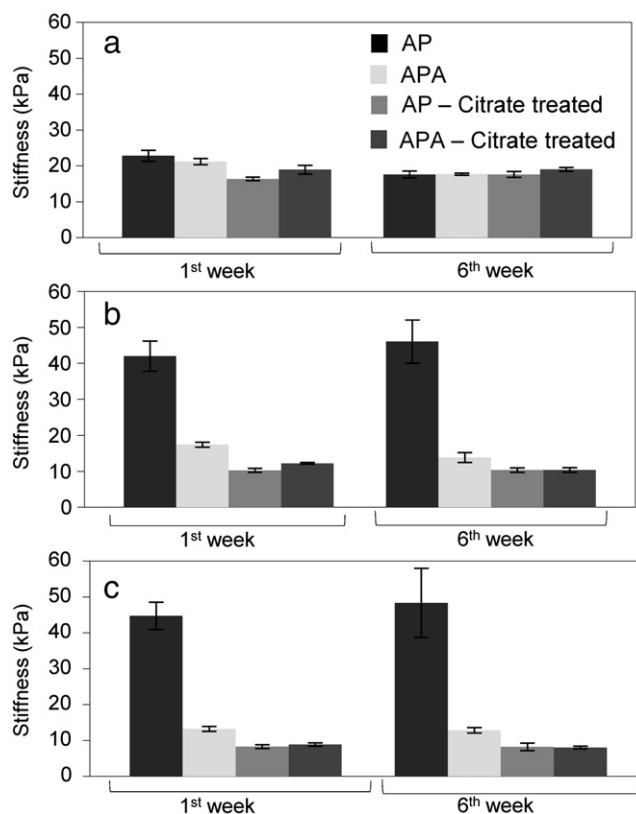 a
Stiffness (kPa)
60
50
40
30
20
10
0
AP
APA
AP – Citrate treated
APA – Citrate treated
1st week
6th week
b
Stiffness (kPa)
60
50
40
30
20
10
0
1st week
6th week
c
Stiffness (kPa)
60
50
40
30
20
10
0
1st week
6th week